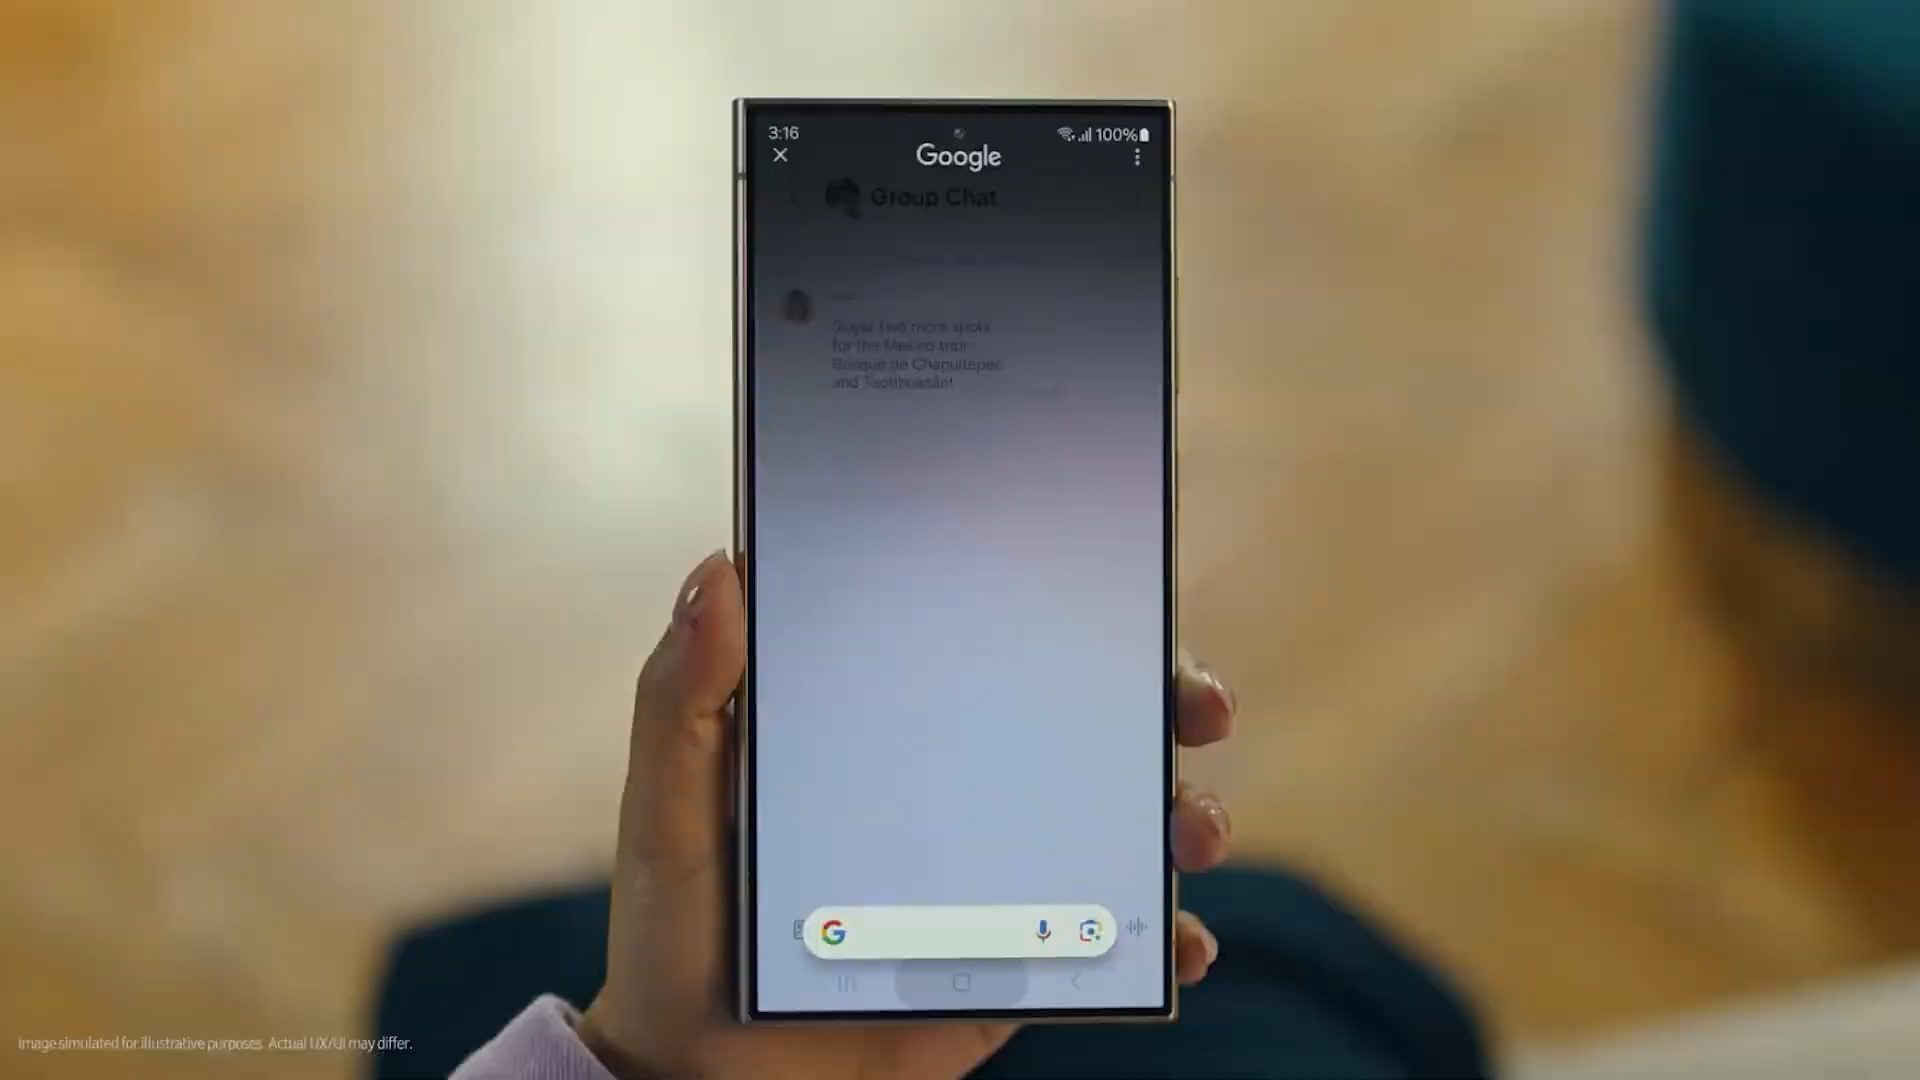 3:16
100%
Google
Group Chat
Guys! Two more spots
for the Mexico trip:
Bosque de Chapultepec
and Teotihuacán!
Image simulated for illustrative purposes. Actual UX/UI may differ.